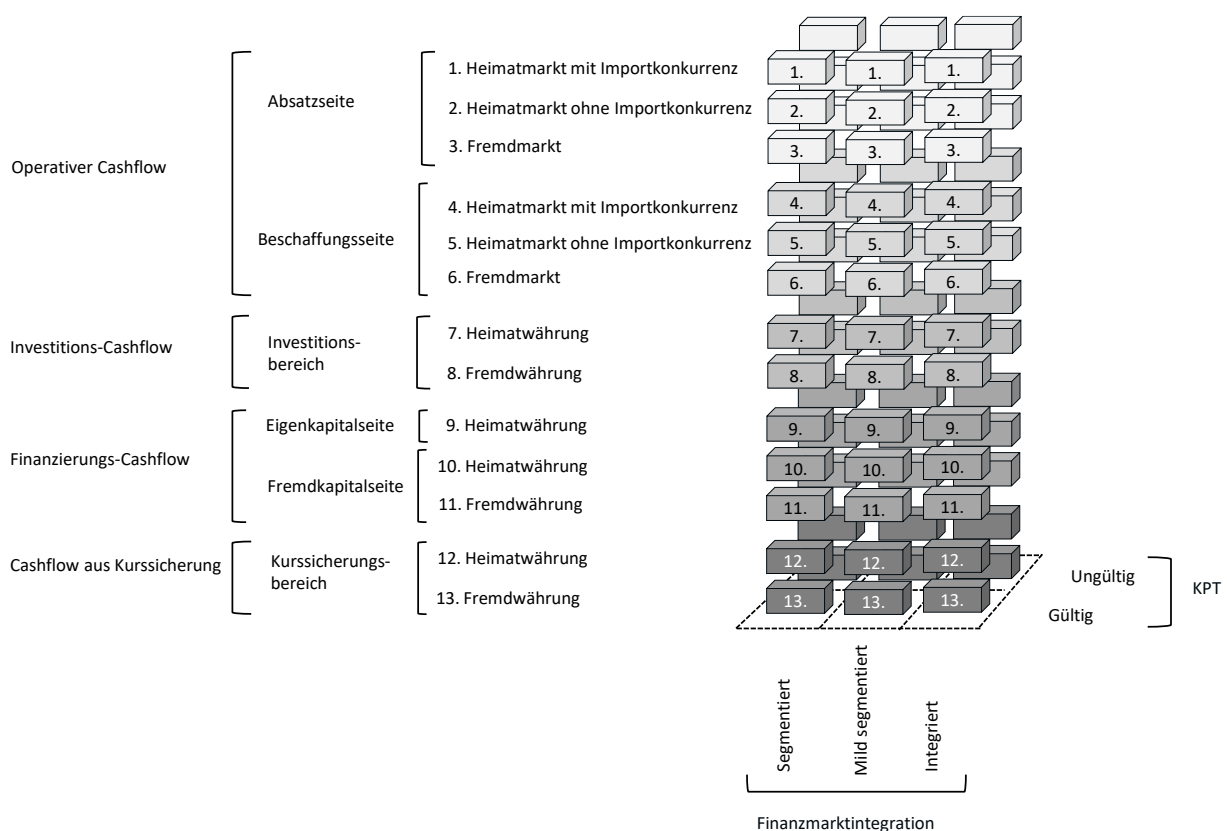 Operativer Cashflow
Absatzseite
1. Heimatmarkt mit Importkonkurrenz
2. Heimatmarkt ohne Importkonkurrenz
3. Fremdmarkt
Beschaffungsseite
4. Heimatmarkt mit Importkonkurrenz
5. Heimatmarkt ohne Importkonkurrenz
6. Fremdmarkt
Investitions-Cashflow
Investitions-
bereich
7. Heimatwährung
8. Fremdwährung
Finanzierungs-Cashflow
Eigenkapitalseite
9. Heimatwährung
Fremdkapitalseite
10. Heimatwährung
11. Fremdwährung
Cashflow aus Kurssicherung
Kurssicherungs-
bereich
12. Heimatwährung
13. Fremdwährung
1. 1. 1.
2. 2. 2.
3. 3. 3.
4. 4. 4.
5. 5. 5.
6. 6. 6.
7. 7. 7.
8. 8. 8.
9. 9. 9.
10. 10. 10.
11. 11. 11.
12. 12. 12.
13. 13. 13.
Ungültig
Gültig
KPT
Segmentiert
Mild segmentiert
Integriert
Finanzmarktintegration